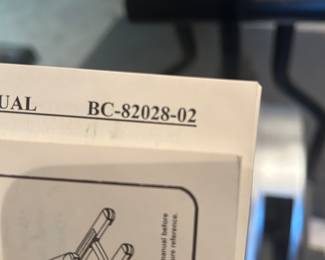 UAL BC-82028-02
manual before
ure reference.